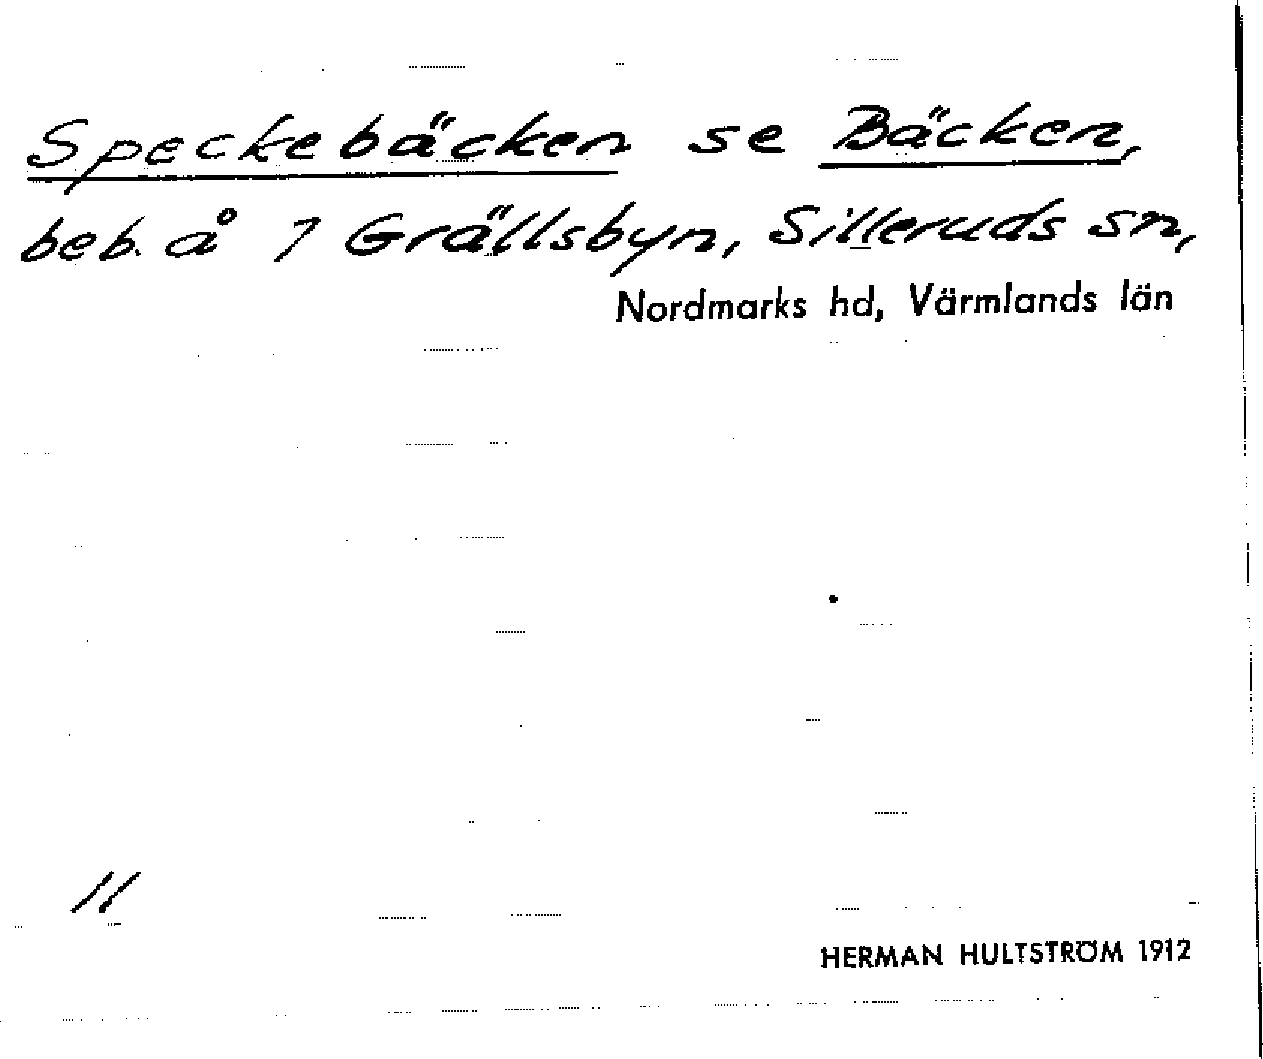 Speckebäcken se Bäcken,
beb. å 7 Grällsbyn, Silleruds sn,
Nordmarks hd, Värmlands län
11
HERMAN HULTSTRÖM 1912